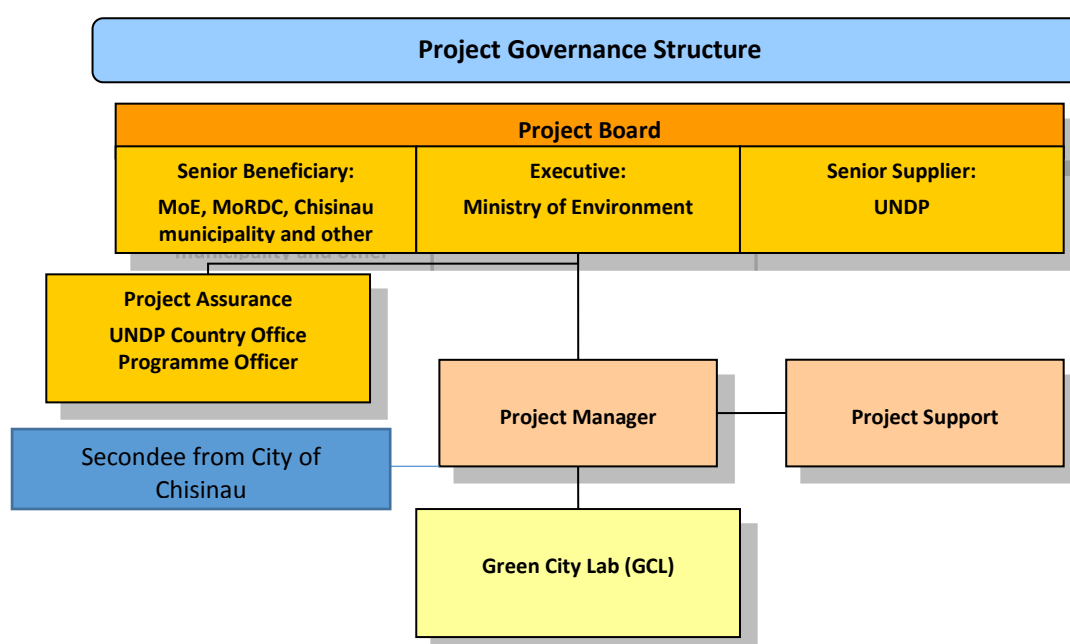 Project Governance Structure
Project Board
Senior Beneficiary:
MoE, MoRDC, Chisinau
municipality and other
Executive:
Ministry of Environment
Senior Supplier:
UNDP
Project Assurance
UNDP Country Office
Programme Officer
Project Manager
Project Support
Secondee from City of
Chisinau
Green City Lab (GCL)